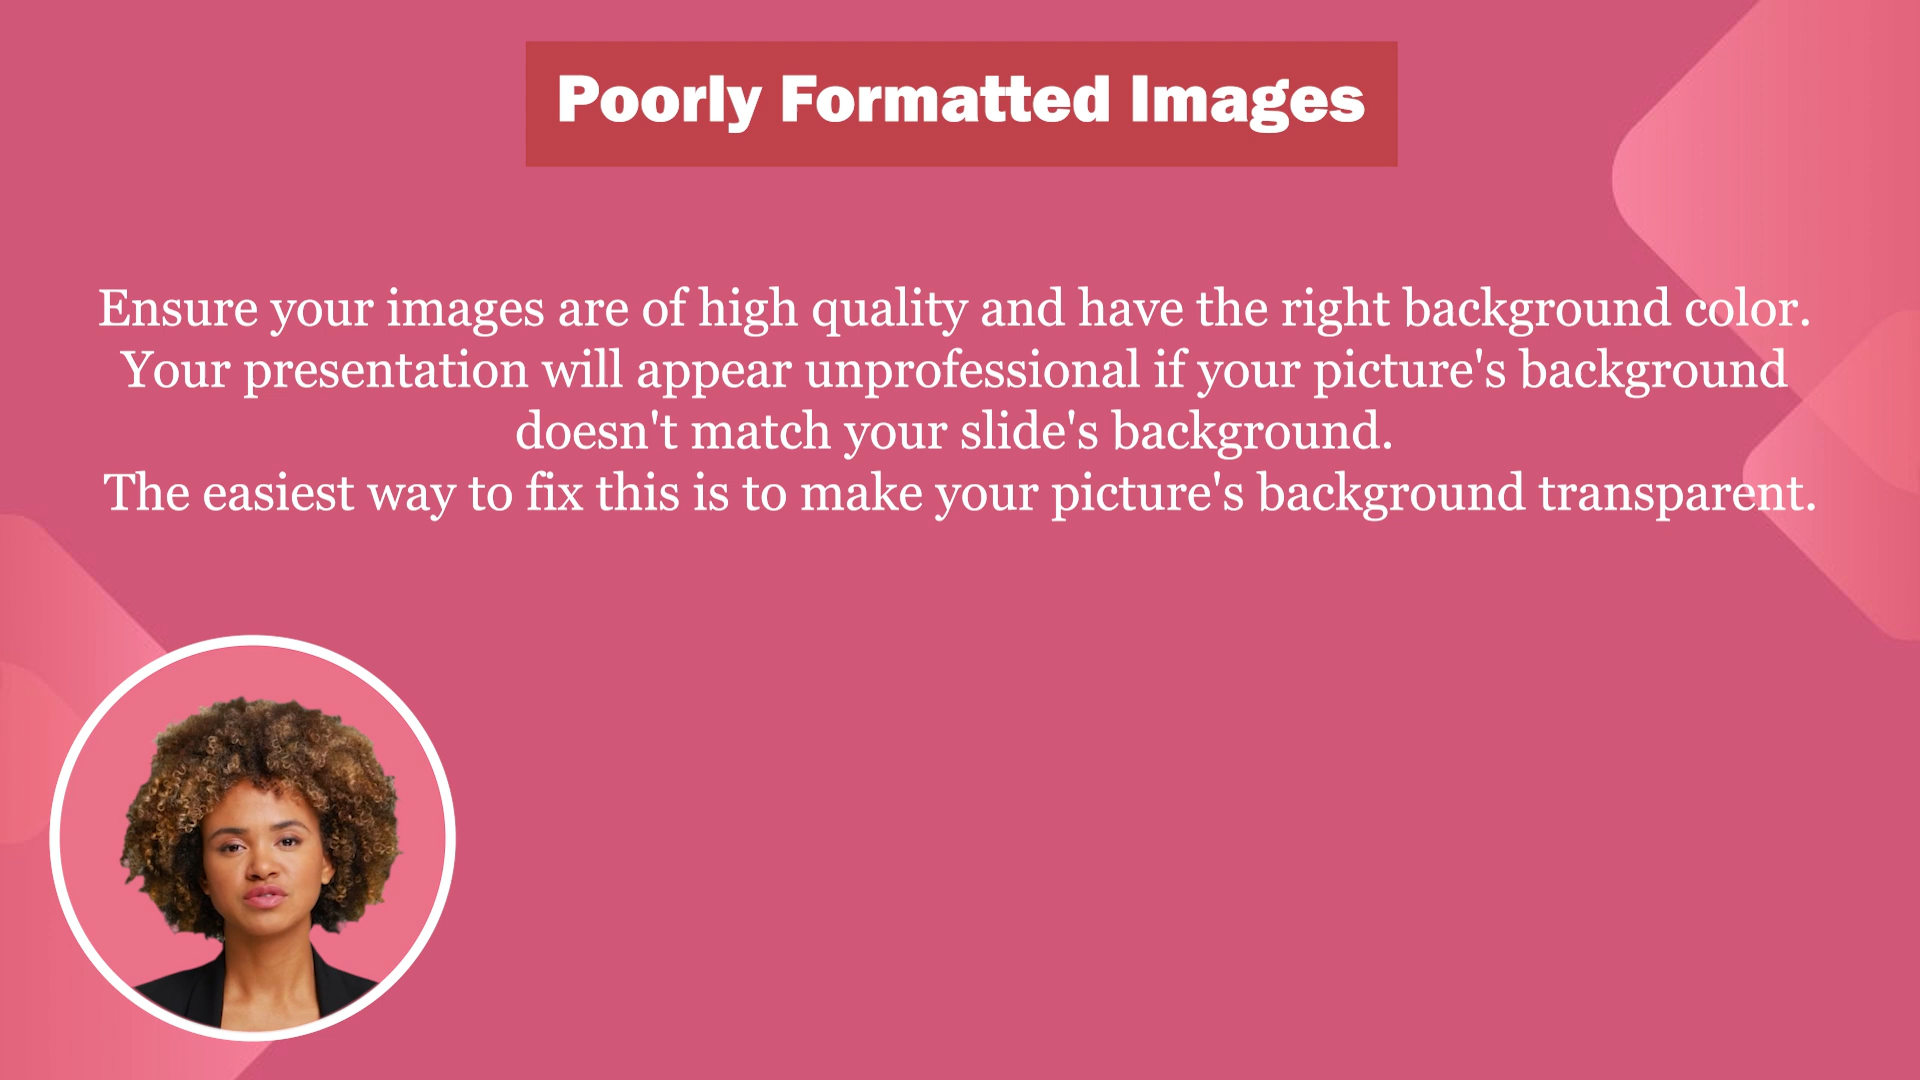 Poorly Formatted Images
Ensure your images are of high quality and have the right background color.
Your presentation will appear unprofessional if your picture's background
doesn't match your slide's background.
The easiest way to fix this is to make your picture's background transparent.